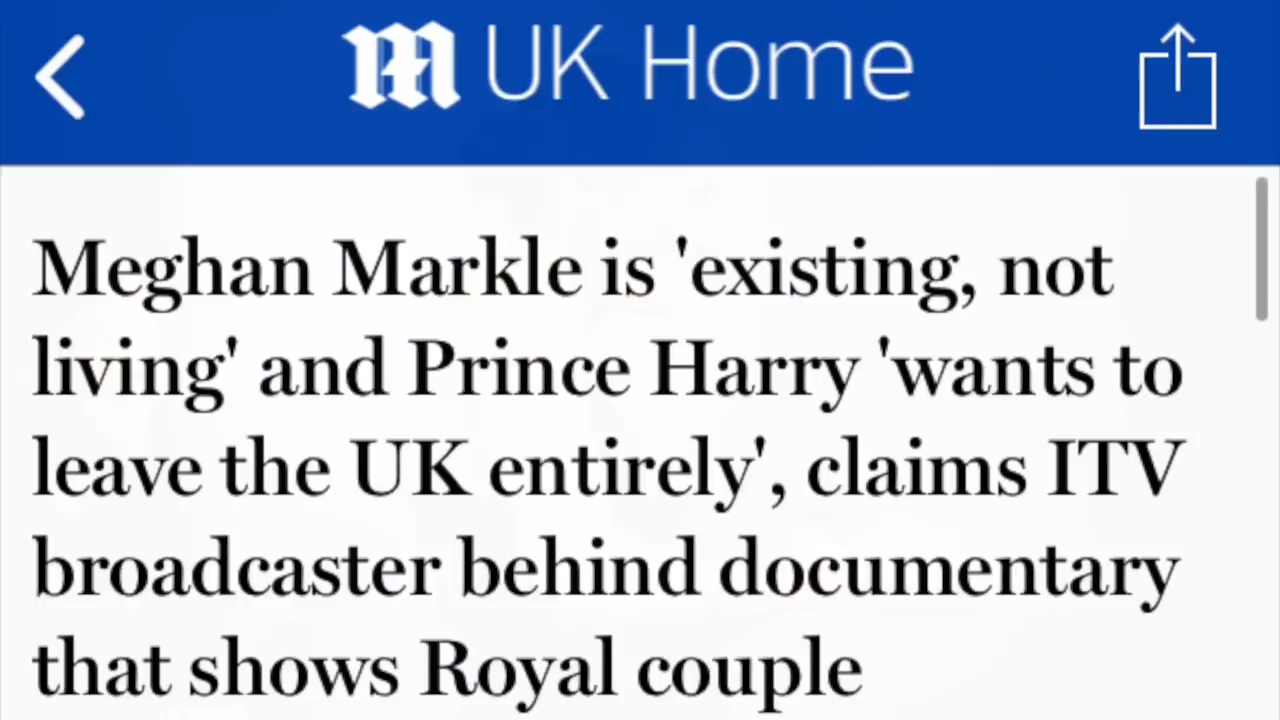 UK Home
Meghan Markle is 'existing, not
living' and Prince Harry 'wants to
leave the UK entirely', claims ITV
broadcaster behind documentary
that shows Royal couple